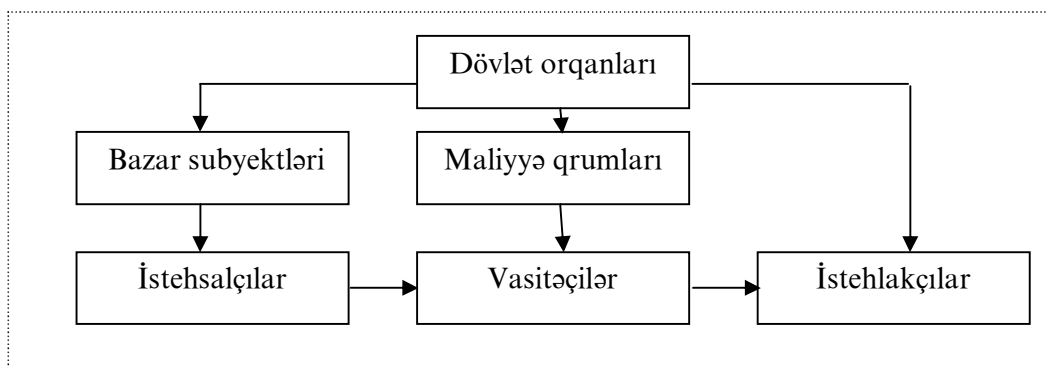 Dövlət orqanları
Bazar subyektləri
Maliyyə qrumları
İstehsalçılar
Vasitəçilər
İstehlakçılar